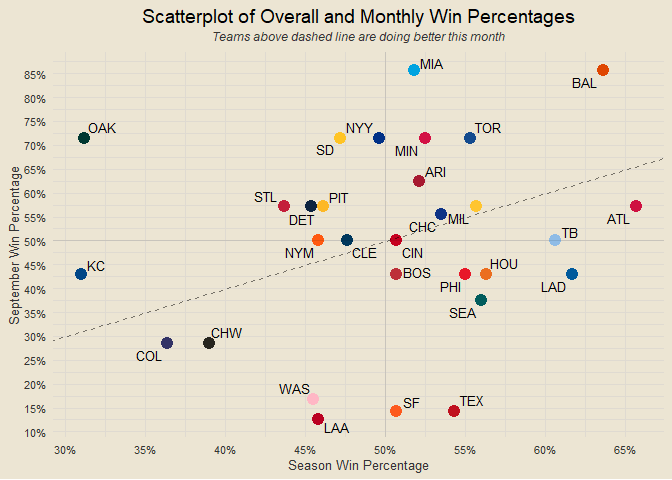 Scatterplot of Overall and Monthly Win Percentages
Teams above dashed line are doing better this month
September Win Percentage
85%
80%
75%
70%
65%
60%
55%
50%
45%
40%
35%
30%
25%
20%
15%
10%
MIA
BAL
OAK
NYY
TOR
SD
MIN
ARI
STL
PIT
DET
MIL
ATL
CHC
NYM
CLE
CIN
TB
KC
BOS
PHI
HOU
LAD
SEA
COL
CHW
WAS
SF
TEX
LAA
30%
35%
40%
45%
50%
55%
60%
65%
Season Win Percentage